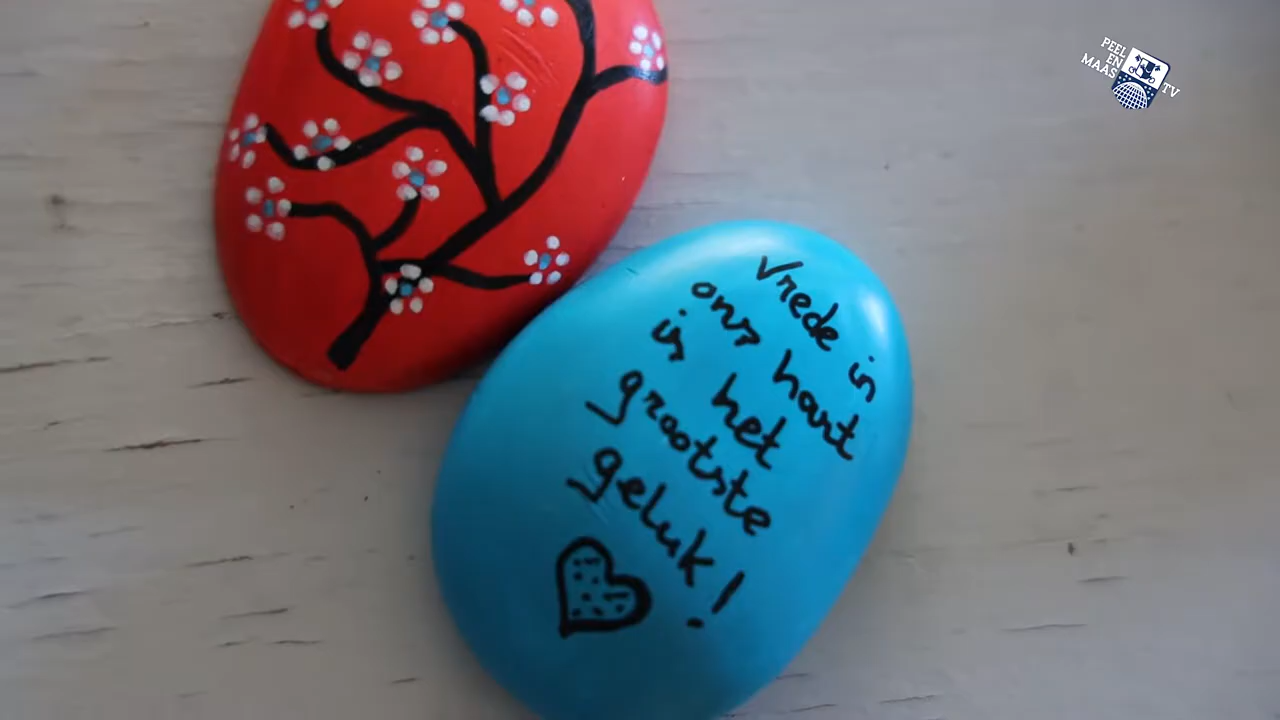 Vrede in
ons hart
is het
grootste
geluk!
PEEL
EN
MAAS
TV